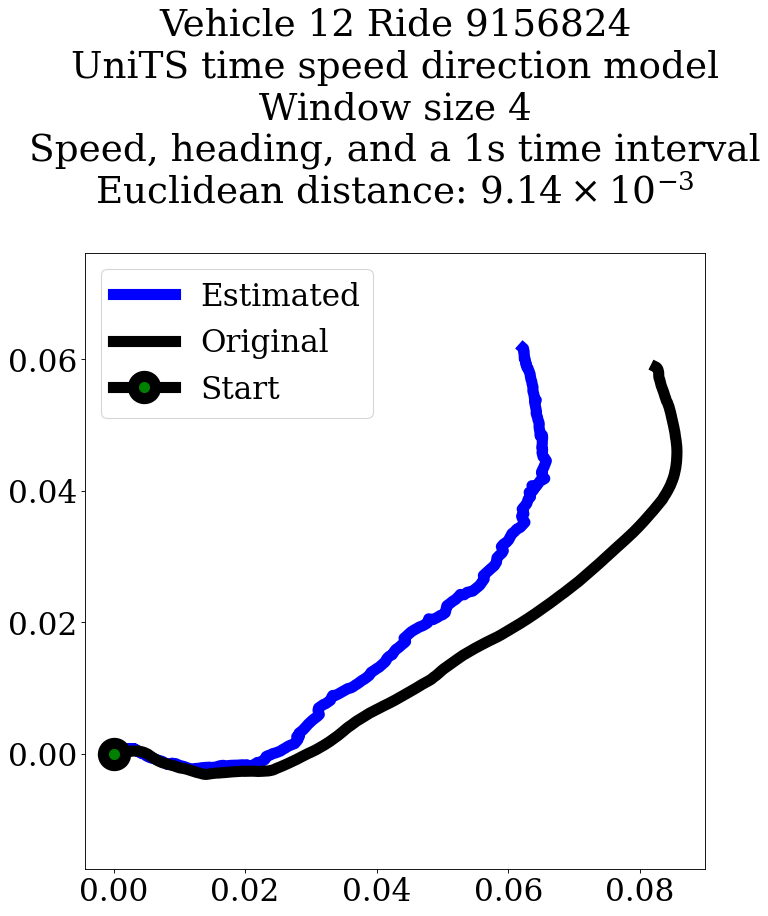 Vehicle 12 Ride 9156824
UniTS time speed direction model
Window size 4
Speed, heading, and a 1s time interval
Euclidean distance: 9.14 × 10⁻³
Estimated
Original
Start
0.06
0.04
0.02
0.00
0.00 0.02 0.04 0.06 0.08